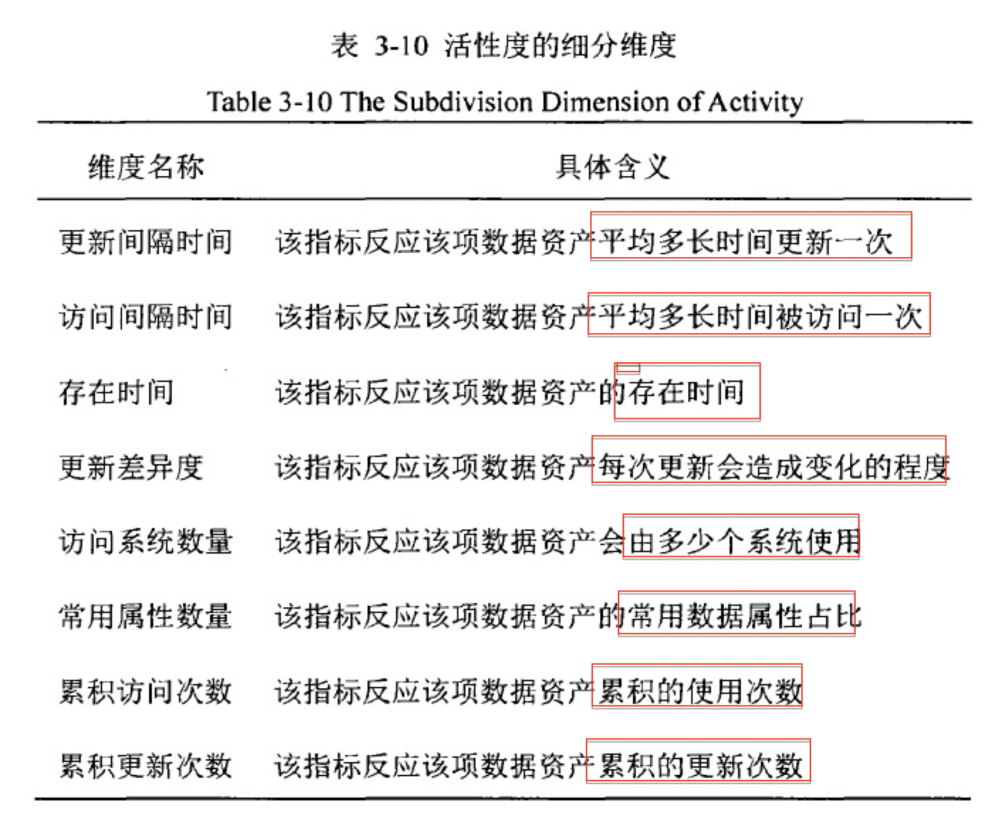 表 3-10 活性度的细分维度
Table 3-10 The Subdivision Dimension of Activity
维度名称 具体含义
更新间隔时间 该指标反应该项数据资产平均多长时间更新一次
访问间隔时间 该指标反应该项数据资产平均多长时间被访问一次
存在时间 该指标反应该项数据资产的存在时间
更新差异度 该指标反应该项数据资产每次更新会造成变化的程度
访问系统数量 该指标反应该项数据资产会由多少个系统使用
常用属性数量 该指标反应该项数据资产的常用数据属性占比
累积访问次数 该指标反应该项数据资产累积的使用次数
累积更新次数 该指标反应该项数据资产累积的更新次数